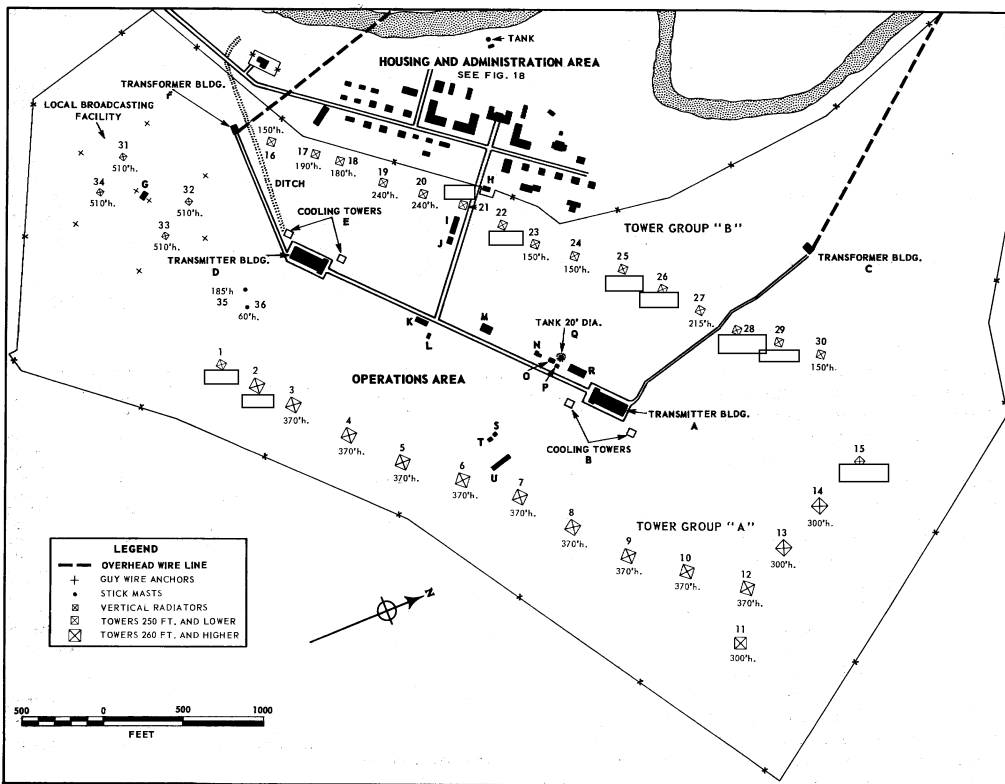 TANK
HOUSING AND ADMINISTRATION AREA
SEE FIG. 18
TRANSFORMER BLDG.
F
LOCAL BROADCASTING
FACILITY
31
510'h.
34
510'h.
G
32
510'h.
33
510'h.
150'h.
16
17
190'h.
18
180'h.
19
240'h.
20
240'h.
H
21
DITCH
COOLING TOWERS
E
I
J
22
23
150'h.
24
150'h.
TOWER GROUP "B"
25
26
27
215'h.
TRANSFORMER BLDG.
C
28
29
30
150'h.
TRANSMITTER BLDG.
D
185'h
35
36
60'h.
K
L
M
TANK 20' DIA.
Q
N
O
P
R
OPERATIONS AREA
TRANSMITTER BLDG.
A
COOLING TOWERS
B
1
2
3
370'h.
4
370'h.
5
370'h.
6
370'h.
S
T
U
7
370'h.
8
370'h.
9
370'h.
10
370'h.
TOWER GROUP "A"
11
300'h.
12
370'h.
13
300'h.
14
300'h.
15
LEGEND
OVERHEAD WIRE LINE
GUY WIRE ANCHORS
STICK MASTS
VERTICAL RADIATORS
TOWERS 250 FT. AND LOWER
TOWERS 260 FT. AND HIGHER
N
500 0 500 1000
FEET